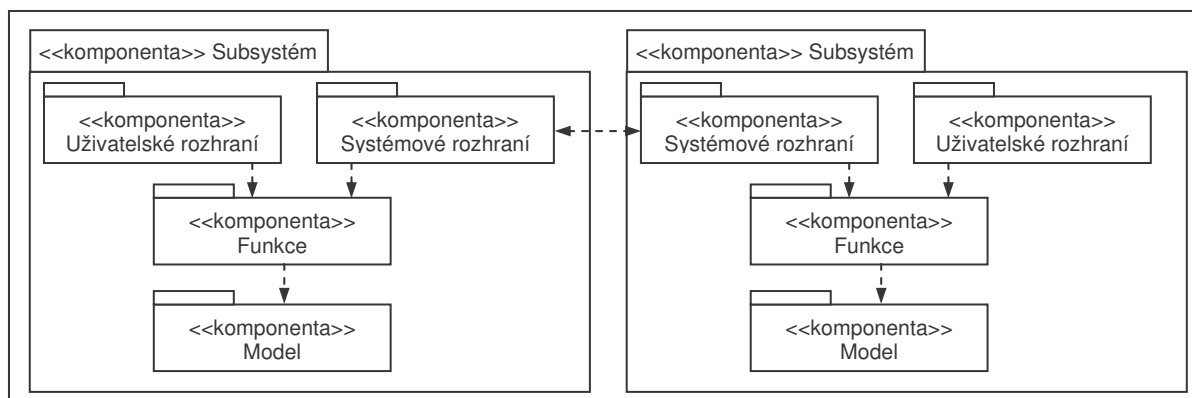 <<komponenta>> Subsystém
<<komponenta>>
Uživatelské rozhraní
<<komponenta>>
Systémové rozhraní
<<komponenta>>
Funkce
<<komponenta>>
Model
<<komponenta>> Subsystém
<<komponenta>>
Systémové rozhraní
<<komponenta>>
Uživatelské rozhraní
<<komponenta>>
Funkce
<<komponenta>>
Model